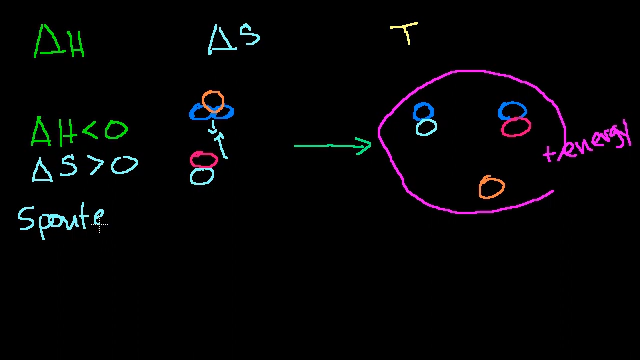 ΔH ΔS T
ΔH<0
ΔS>0
+energy
Sponte